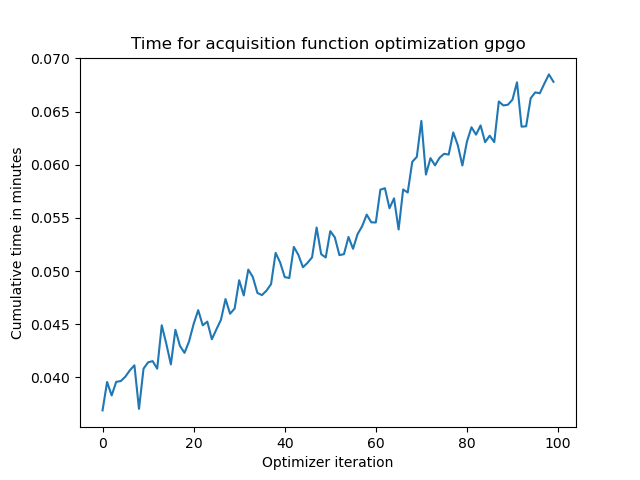 Time for acquisition function optimization gpgo
0.070
0.065
0.060
0.055
0.050
0.045
0.040
Cumulative time in minutes
0 20 40 60 80 100
Optimizer iteration